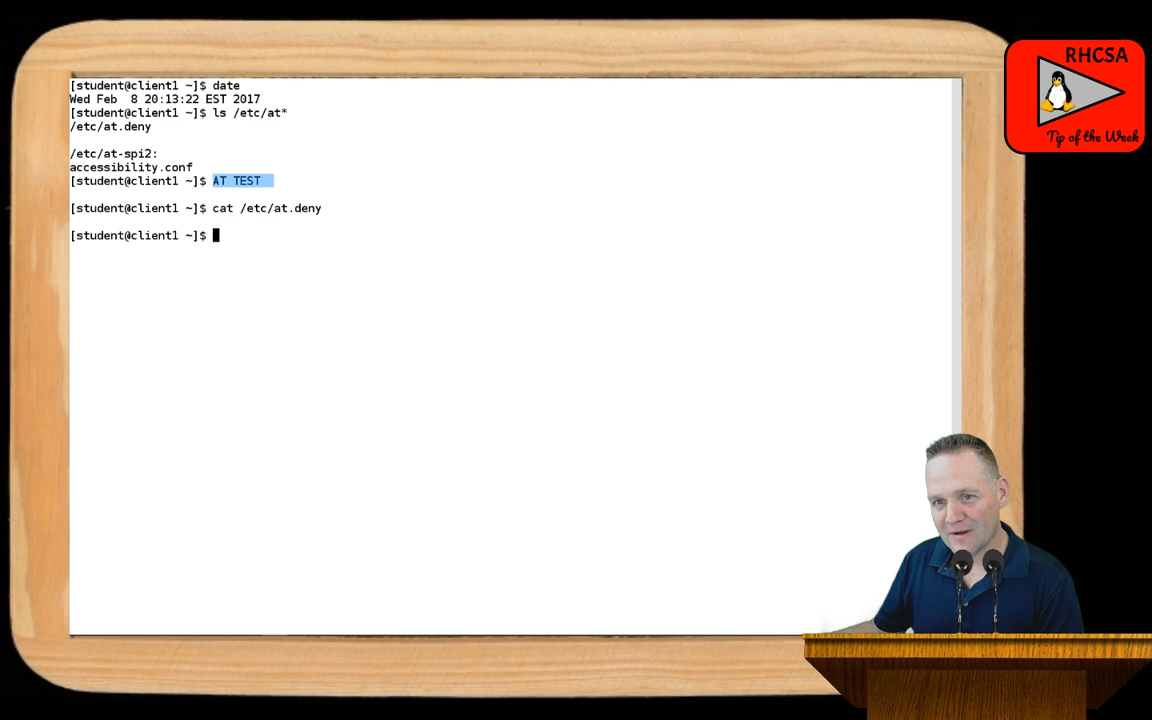 [student@client1 ~]$ date
Wed Feb  8 20:13:22 EST 2017
[student@client1 ~]$ ls /etc/at*
/etc/at.deny

/etc/at-spi2:
accessibility.conf
[student@client1 ~]$ AT TEST

[student@client1 ~]$ cat /etc/at.deny

[student@client1 ~]$
RHCSA
Tip of the Week